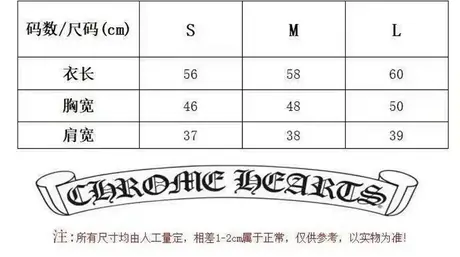 码数/尺码(cm) S M L
衣长 56 58 60
胸宽 46 48 50
肩宽 37 38 39
CHROME HEARTS
注:所有尺寸均由人工量定，相差1-2cm属于正常，仅供参考，以实物为准!